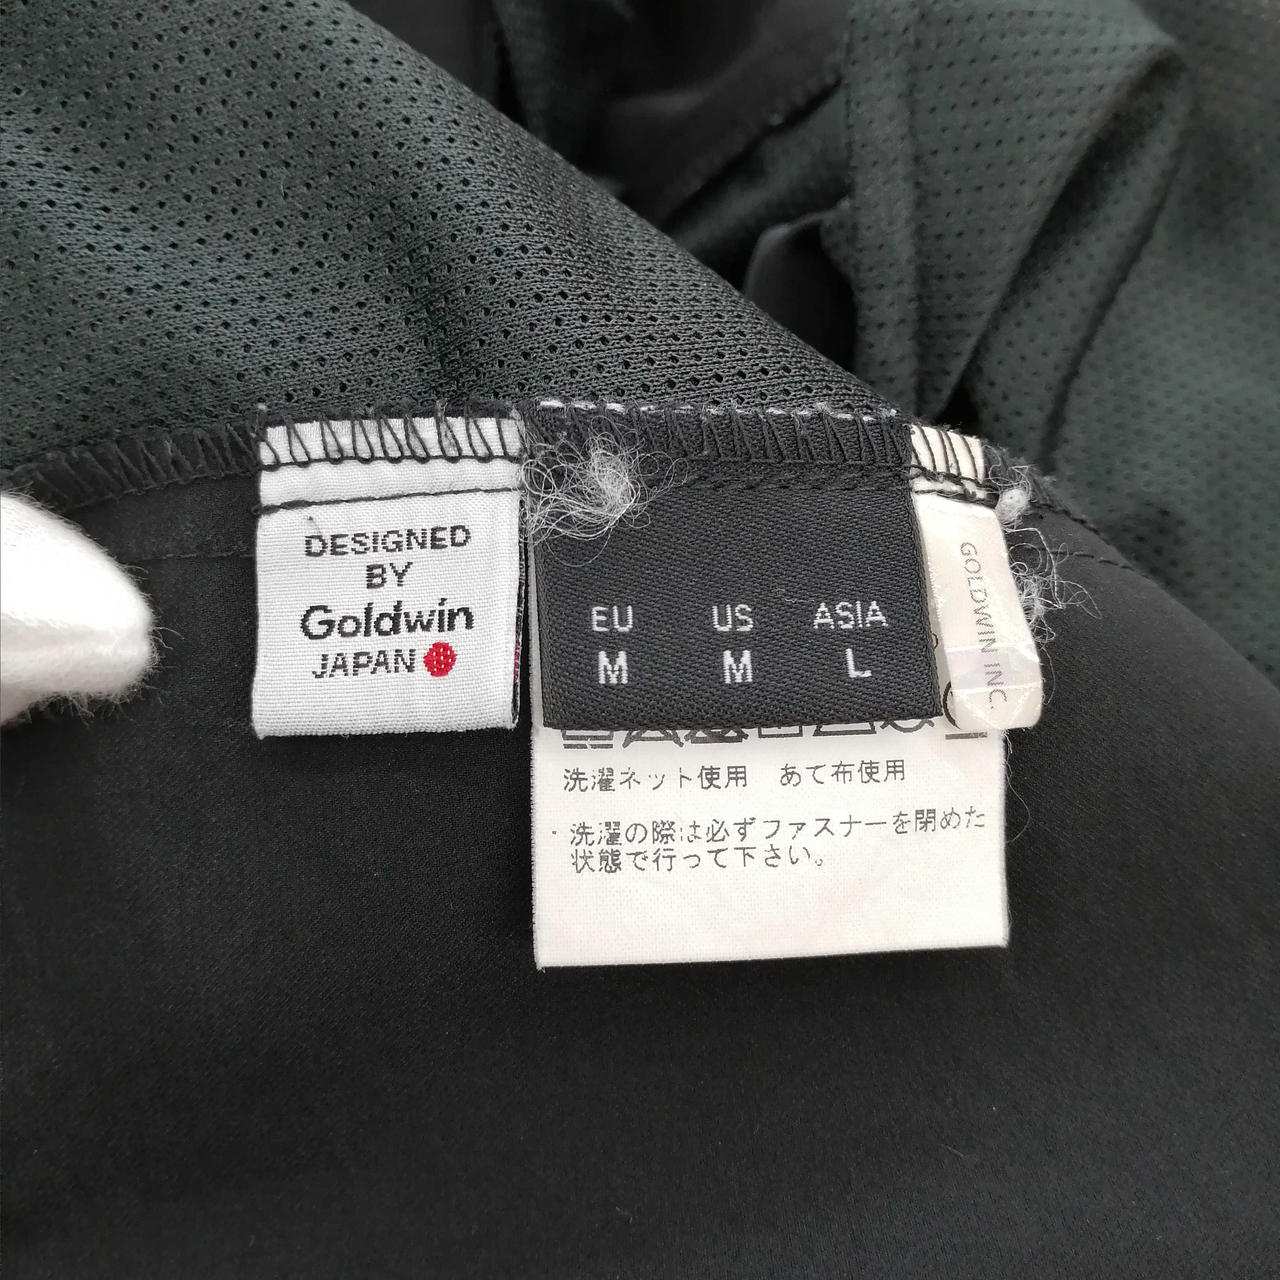 DESIGNED
BY
Goldwin
JAPAN
EU US ASIA
M M L
GOLDWIN INC.
洗濯ネット使用 あて布使用
・洗濯の際は必ずファスナーを閉めた
状態で行って下さい。